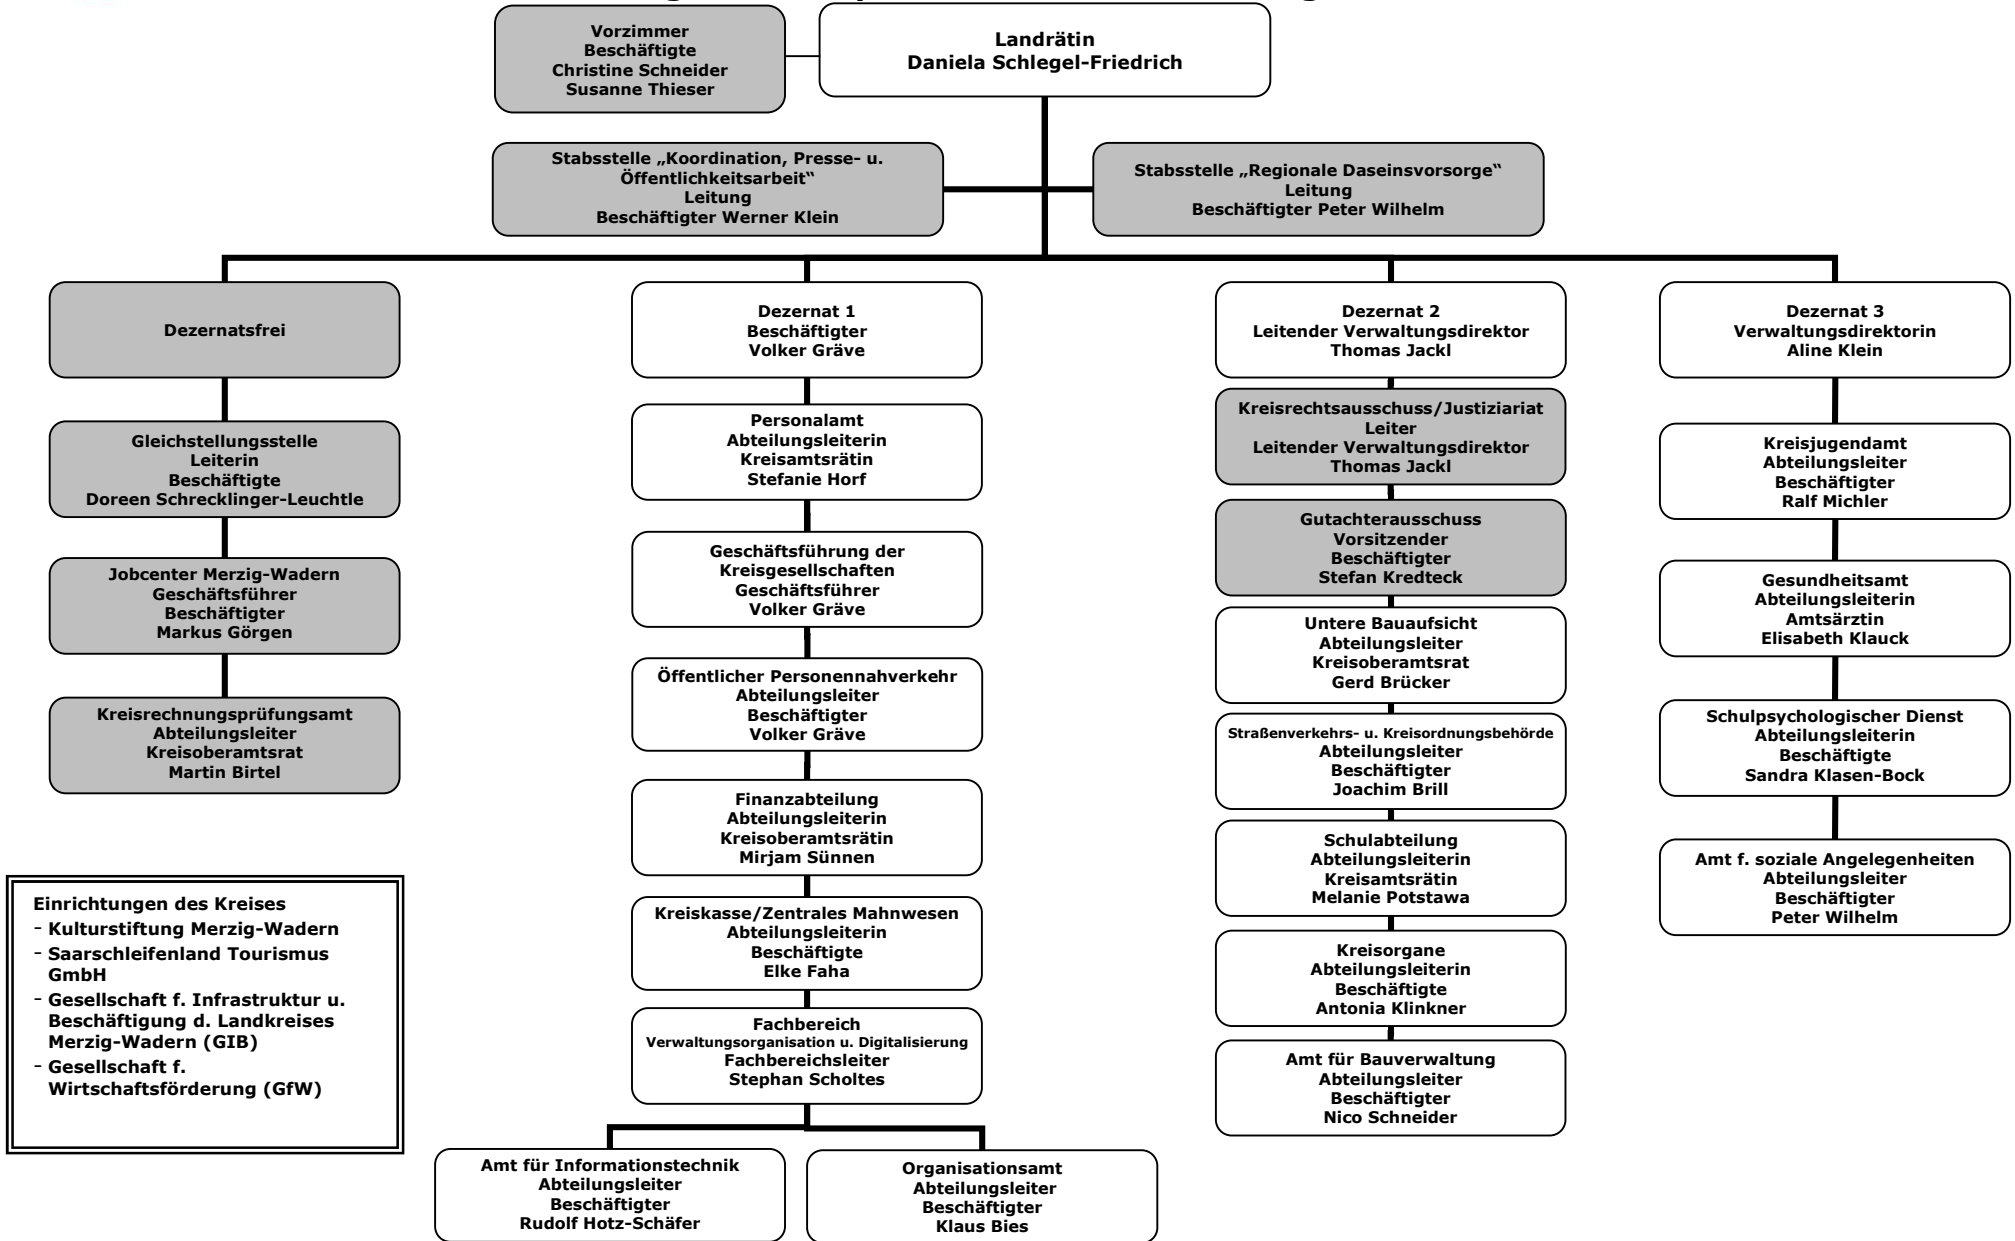 Vorzimmer
Beschäftigte
Christine Schneider
Susanne Thieser
Landrätin
Daniela Schlegel-Friedrich
Stabsstelle „Koordination, Presse- u.
Öffentlichkeitsarbeit“
Leitung
Beschäftigter Werner Klein
Stabsstelle „Regionale Daseinsvorsorge“
Leitung
Beschäftigter Peter Wilhelm
Dezernatsfrei
Gleichstellungsstelle
Leiterin
Beschäftigte
Doreen Schrecklinger-Leuchtle
Jobcenter Merzig-Wadern
Geschäftsführer
Beschäftigter
Markus Görgen
Kreisrechnungsprüfungsamt
Abteilungsleiter
Kreisoberamtsrat
Martin Birtel
Einrichtungen des Kreises
- Kulturstiftung Merzig-Wadern
- Saarschleifenland Tourismus
GmbH
- Gesellschaft f. Infrastruktur u.
Beschäftigung d. Landkreises
Merzig-Wadern (GIB)
- Gesellschaft f.
Wirtschaftsförderung (GfW)
Dezernat 1
Beschäftigter
Volker Gräve
Personalamt
Abteilungsleiterin
Kreisamtsrätin
Stefanie Horf
Geschäftsführung der
Kreisgesellschaften
Geschäftsführer
Volker Gräve
Öffentlicher Personennahverkehr
Abteilungsleiter
Beschäftigter
Volker Gräve
Finanzabteilung
Abteilungsleiterin
Kreisoberamtsrätin
Mirjam Sünnen
Kreiskasse/Zentrales Mahnwesen
Abteilungsleiterin
Beschäftigte
Elke Faha
Fachbereich
Verwaltungsorganisation u. Digitalisierung
Fachbereichsleiter
Stephan Scholtes
Amt für Informationstechnik
Abteilungsleiter
Beschäftigter
Rudolf Hotz-Schäfer
Organisationsamt
Abteilungsleiter
Beschäftigter
Klaus Bies
Dezernat 2
Leitender Verwaltungsdirektor
Thomas Jackl
Kreisrechtsausschuss/Justiziariat
Leiter
Leitender Verwaltungsdirektor
Thomas Jackl
Gutachterausschuss
Vorsitzender
Beschäftigter
Stefan Kredteck
Untere Bauaufsicht
Abteilungsleiter
Kreisoberamtsrat
Gerd Brücker
Straßenverkehrs- u. Kreisordnungsbehörde
Abteilungsleiter
Beschäftigter
Joachim Brill
Schulabteilung
Abteilungsleiterin
Kreisamtsrätin
Melanie Potstawa
Kreisorgane
Abteilungsleiterin
Beschäftigte
Antonia Klinkner
Amt für Bauverwaltung
Abteilungsleiter
Beschäftigter
Nico Schneider
Dezernat 3
Verwaltungsdirektorin
Aline Klein
Kreisjugendamt
Abteilungsleiter
Beschäftigter
Ralf Michler
Gesundheitsamt
Abteilungsleiterin
Amtsärztin
Elisabeth Klauck
Schulpsychologischer Dienst
Abteilungsleiterin
Beschäftigte
Sandra Klasen-Bock
Amt f. soziale Angelegenheiten
Abteilungsleiter
Beschäftigter
Peter Wilhelm